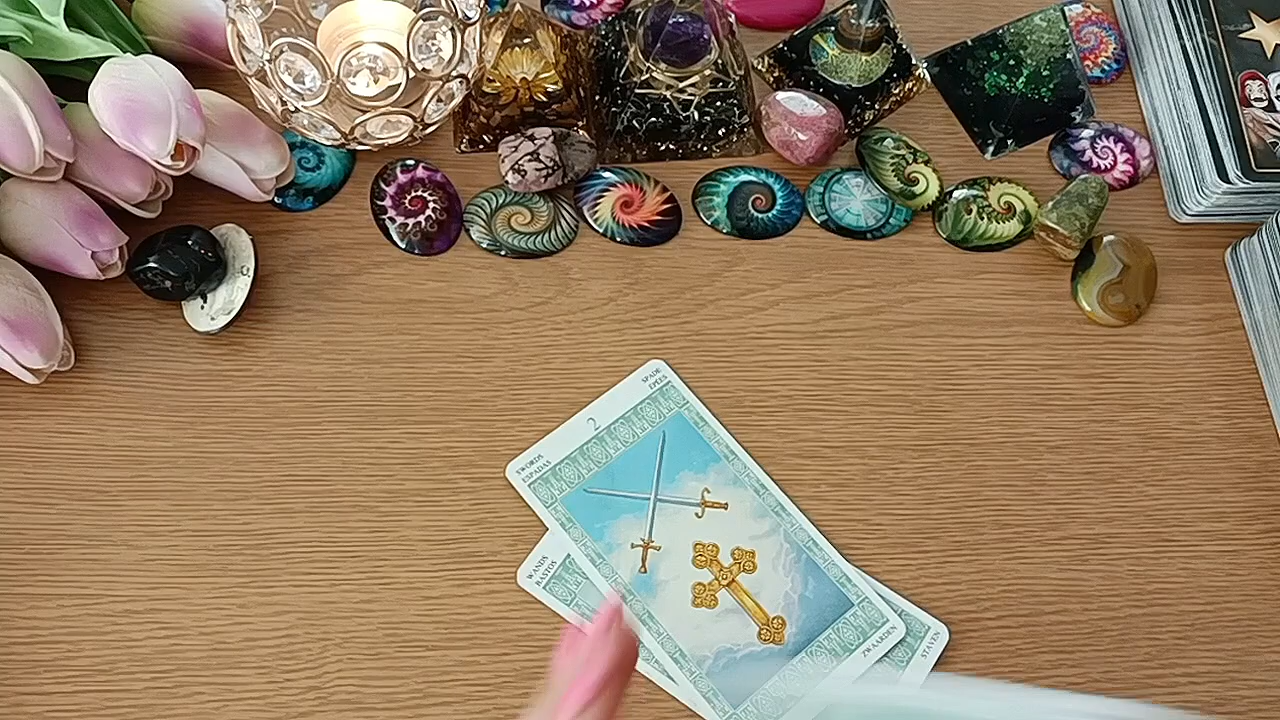 SPADE
EPÉES
2
SWORDS
ESPADAS
WANDS
BASTOS
ZWAARDEN
STAVEN